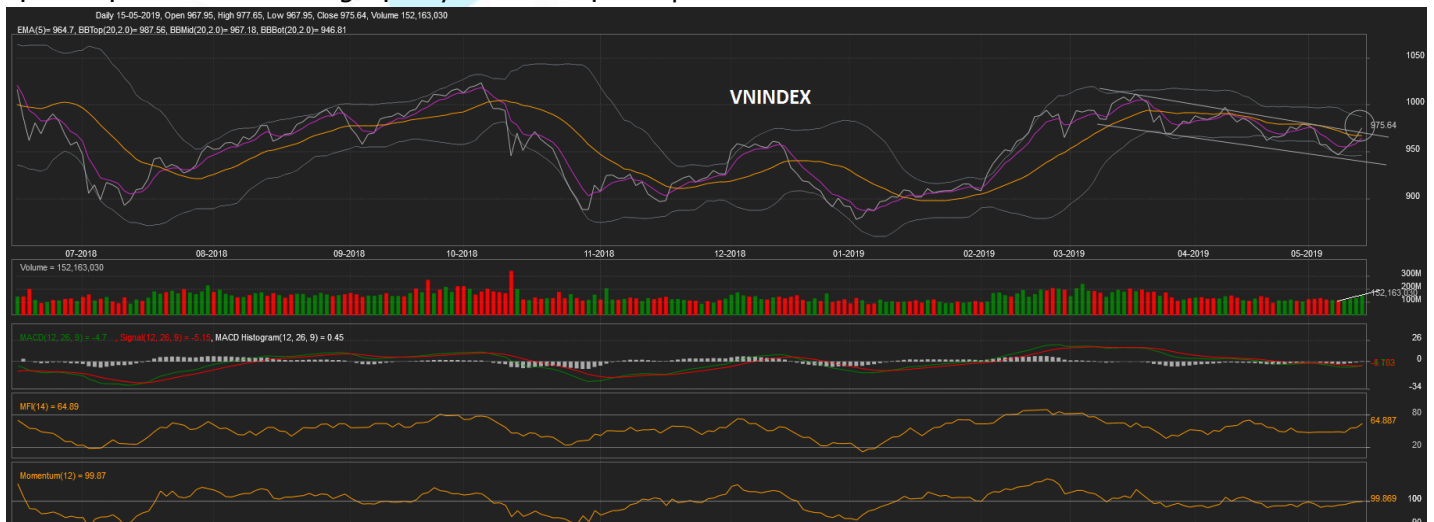 Daily 15-05-2019, Open 967.95, High 977.65, Low 967.95, Close 975.64, Volume 152,163,030
EMA(5)= 964.7, BBTop(20,2.0)= 987.56, BBMid(20,2.0)= 967.18, BBBot(20,2.0)= 946.81
VNINDEX
1050
1000
975.64
950
900
07-2018 08-2018 09-2018 10-2018 11-2018 12-2018 01-2019 02-2019 03-2019 04-2019 05-2019
Volume = 152,163,030
300M
200M
152,163,030
100M
MACD(12, 26, 9) = -4.7 , Signal(12, 26, 9) = -5.15, MACD Histogram(12, 26, 9) = 0.45
26
0
-34
MFI(14) = 64.89
80
64.887
20
Momentum(12) = 99.87
99.869 100
90